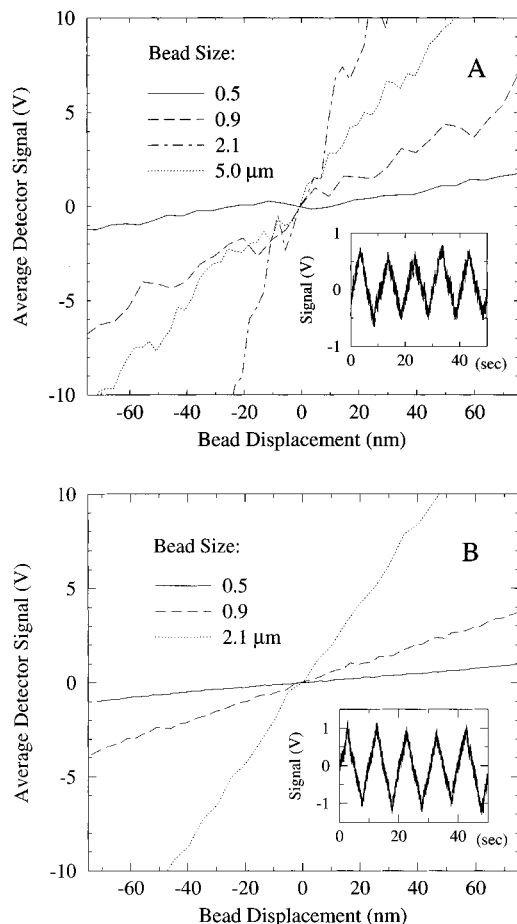 10
5
0
-5
-10
Average Detector Signal (V)
Bead Size:
0.5
0.9
2.1
5.0 μm
A
1
0
-1
Signal (V)
0 20 40 (sec)
-60 -40 -20 0 20 40 60
Bead Displacement (nm)
10
5
0
-5
-10
Average Detector Signal (V)
Bead Size:
0.5
0.9
2.1 μm
B
1
0
-1
Signal (V)
0 20 40 (sec)
-60 -40 -20 0 20 40 60
Bead Displacement (nm)